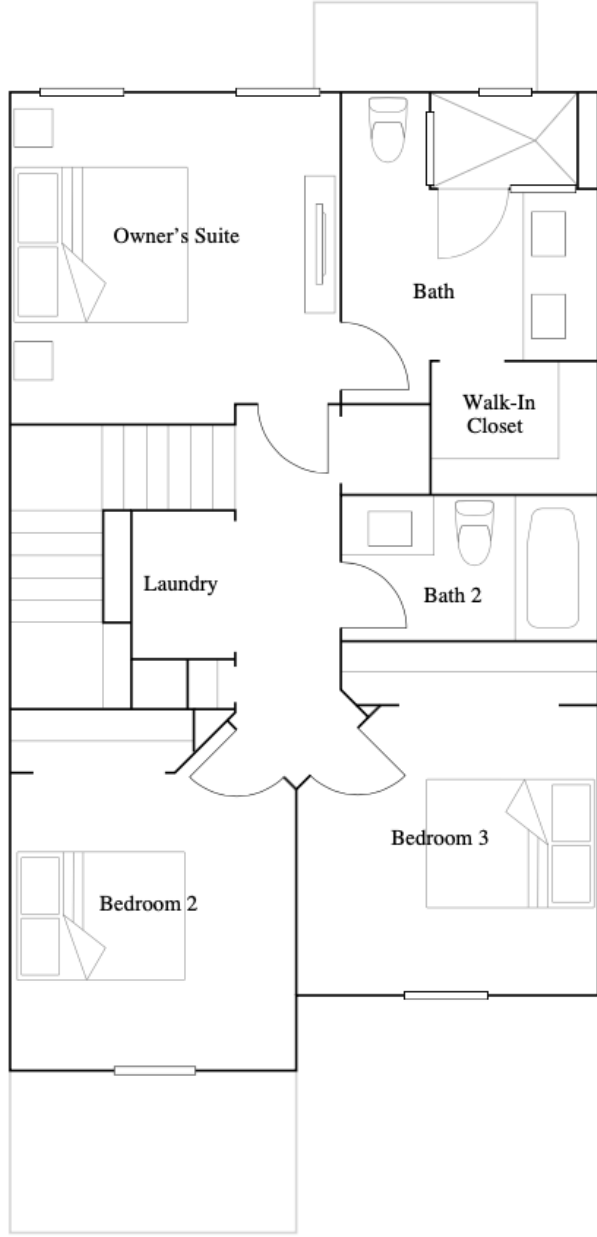 Owner's Suite
Bath
Walk-In
Closet
Laundry
Bath 2
Bedroom 3
Bedroom 2